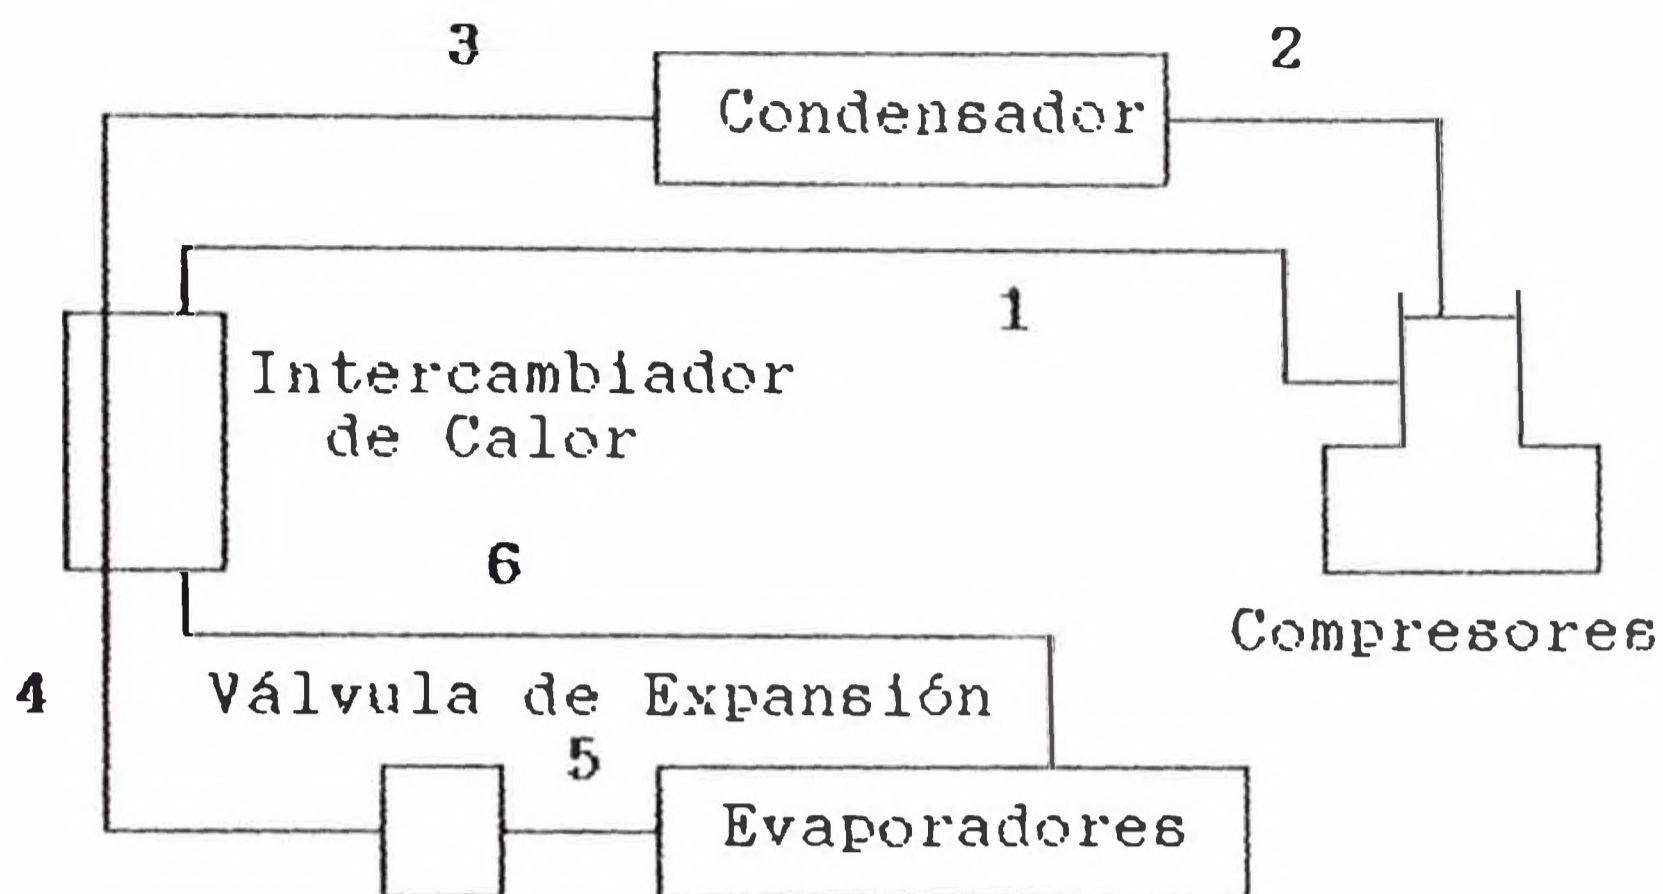 3
2
Condensador
1
Intercambiador
de Calor
6
Compresores
4
Válvula de Expansión
5
Evaporadores